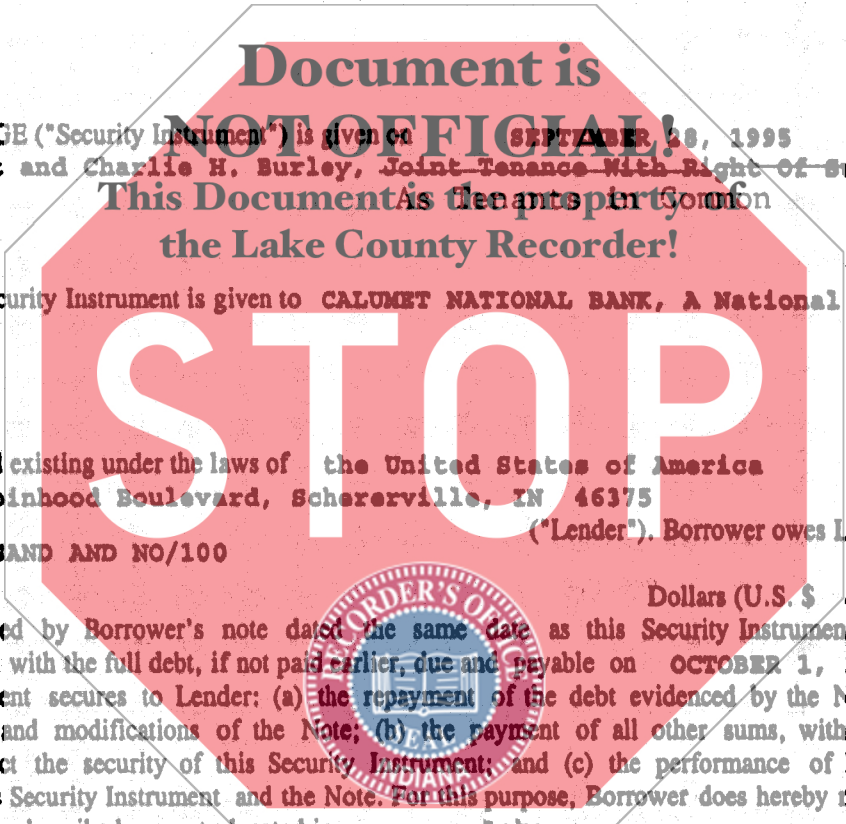 Document is
NOT OFFICIAL!
This Document is the property of
the Lake County Recorder!
STOP
GE ("Security Instrument") is given on SEPTEMBER 28, 1995
and Charlie H. Burley, Joint Tenance With Right Of Su
As Tenants in Common
curity Instrument is given to CALUMET NATIONAL BANK, A National
existing under the laws of the United States of America
inhood Boulevard, Schererville, IN 46375
("Lender"). Borrower owes L
AND AND NO/100
Dollars (U.S. $
ed by Borrower's note dated the same date as this Security Instrumen
with the full debt, if not paid earlier, due and payable on OCTOBER 1,
ent secures to Lender: (a) the repayment of the debt evidenced by the N
and modifications of the Note; (b) the payment of all other sums, with
ct the security of this Security Instrument; and (c) the performance of
Security Instrument and the Note. For this purpose, Borrower does hereby
RECORDER'S OFFICE
SEAL
INDIANA